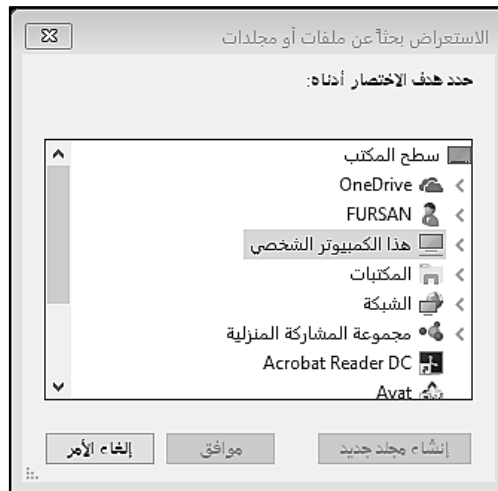 الاستعراض بحثاً عن ملفات أو مجلدات
حدد هدف الاختصار أدناه:
سطح المكتب
OneDrive
FURSAN
هذا الكمبيوتر الشخصي
المكتبات
الشبكة
مجموعة المشاركة المنزلية
Acrobat Reader DC
Avat
إنشاء مجلد جديد موافق إلغاء الأمر